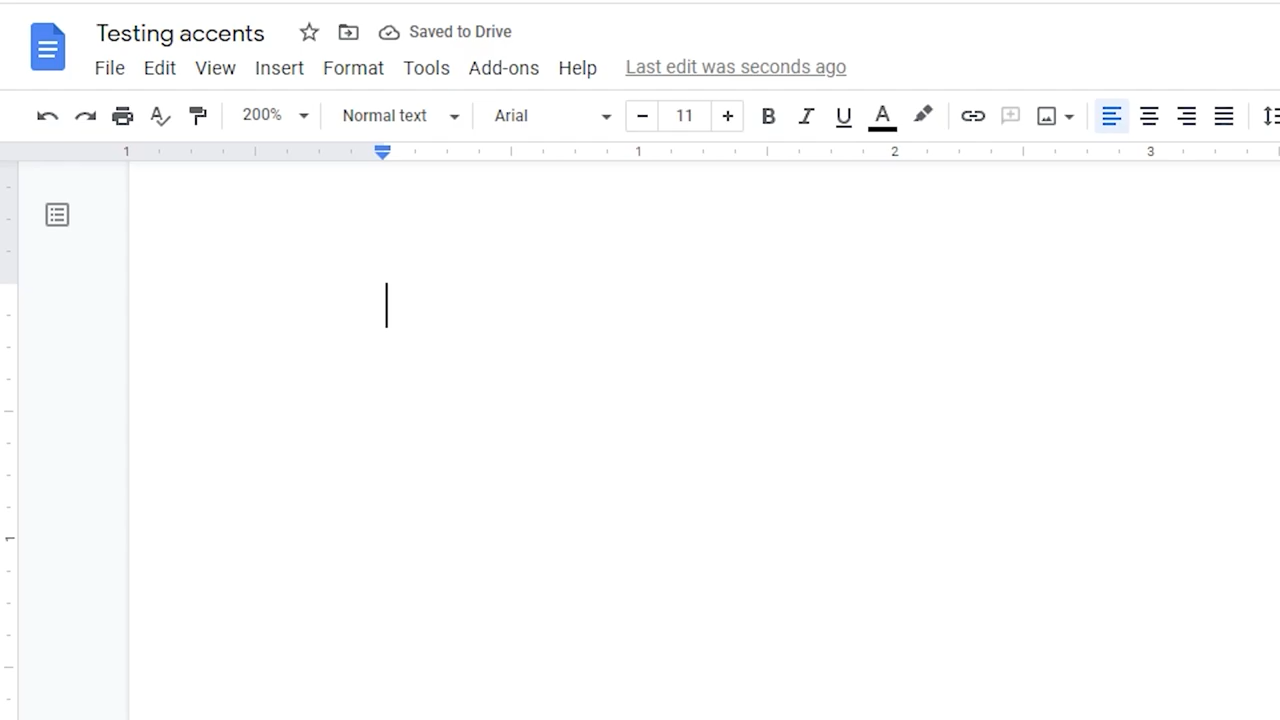 Testing accents Saved to Drive
File Edit View Insert Format Tools Add-ons Help Last edit was seconds ago
200% Normal text Arial 11 B I U A
1 1 2 3
1